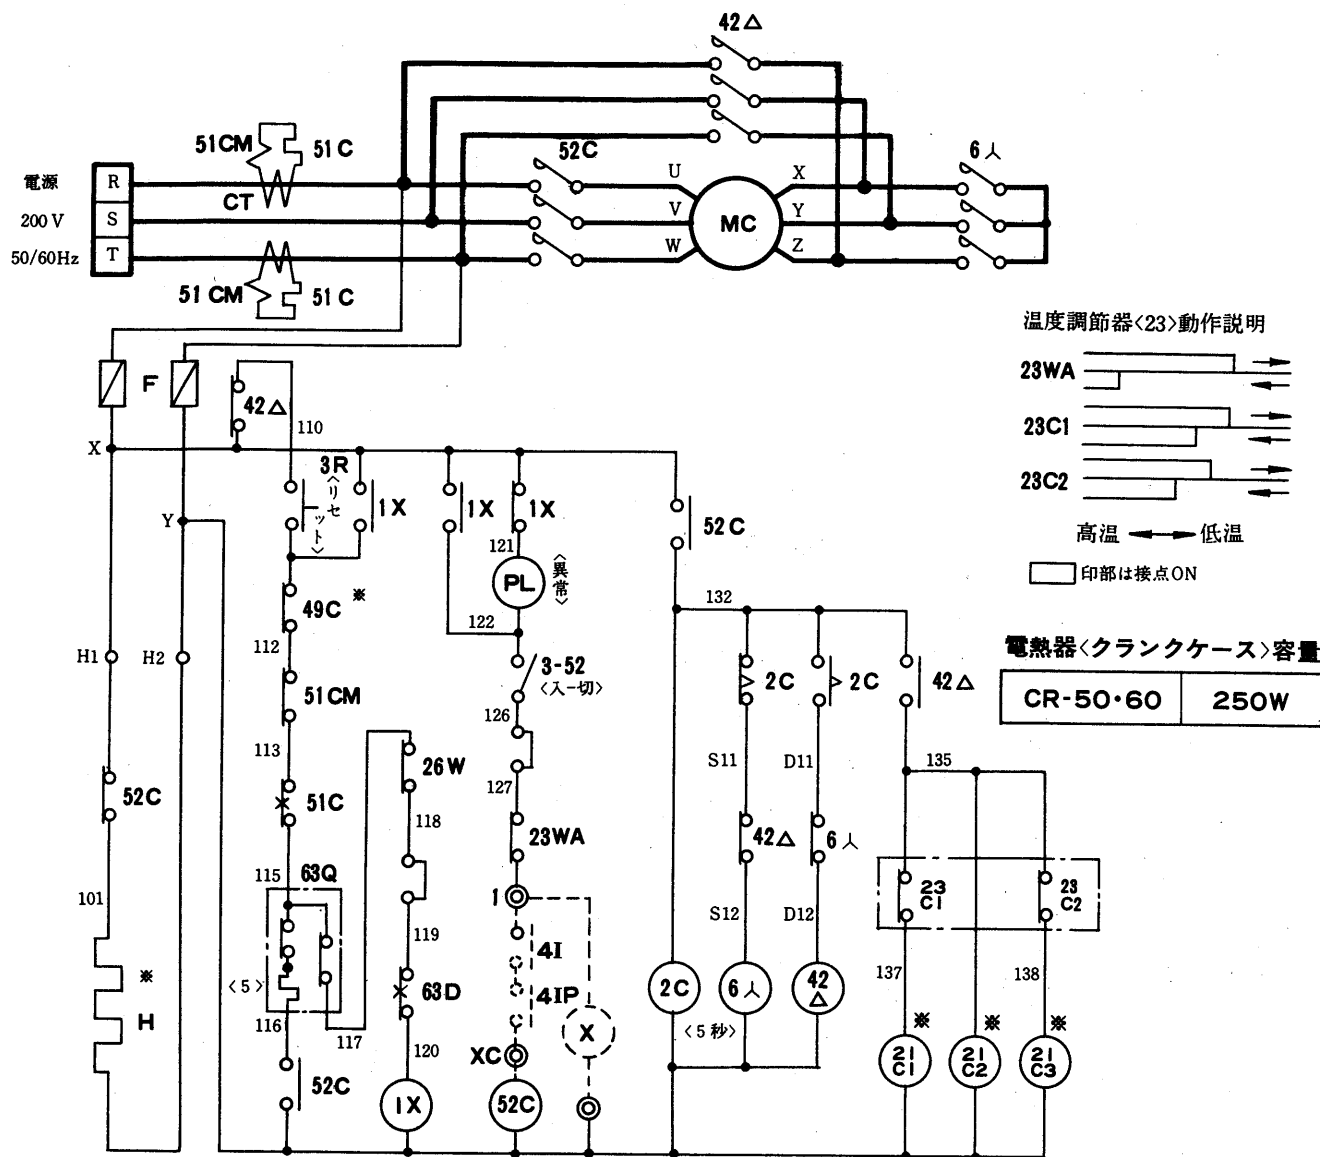 42△
51CM
51C
52C
6人
電源
R
U
X
CT
200V
S
V
MC
Y
50/60Hz
T
W
Z
51CM
51C
温度調節器〈23〉動作説明
23WA
23C1
23C2
高温 ⟷ 低温
印部は接点ON
電熱器〈クランクケース〉容量
CR-50・60
250W
F
42△
110
X
3R
〈リセット〉
1X
1X
1X
52C
Y
121
PL
〈異常〉
49C ※
132
122
112
H1
H2
3-52
〈入-切〉
2C
2C
42△
51CM
126
113
26W
S11
D11
135
52C
51C
127
118
23WA
42△
6人
115
63Q
101
1
23
C1
23
C2
119
4I
S12
D12
※
H
〈5〉
63D
4IP
137
138
2C
6人
42
△
116
117
X
〈5秒〉
※
※
※
120
XC
52C
1X
52C
21
C1
21
C2
21
C3